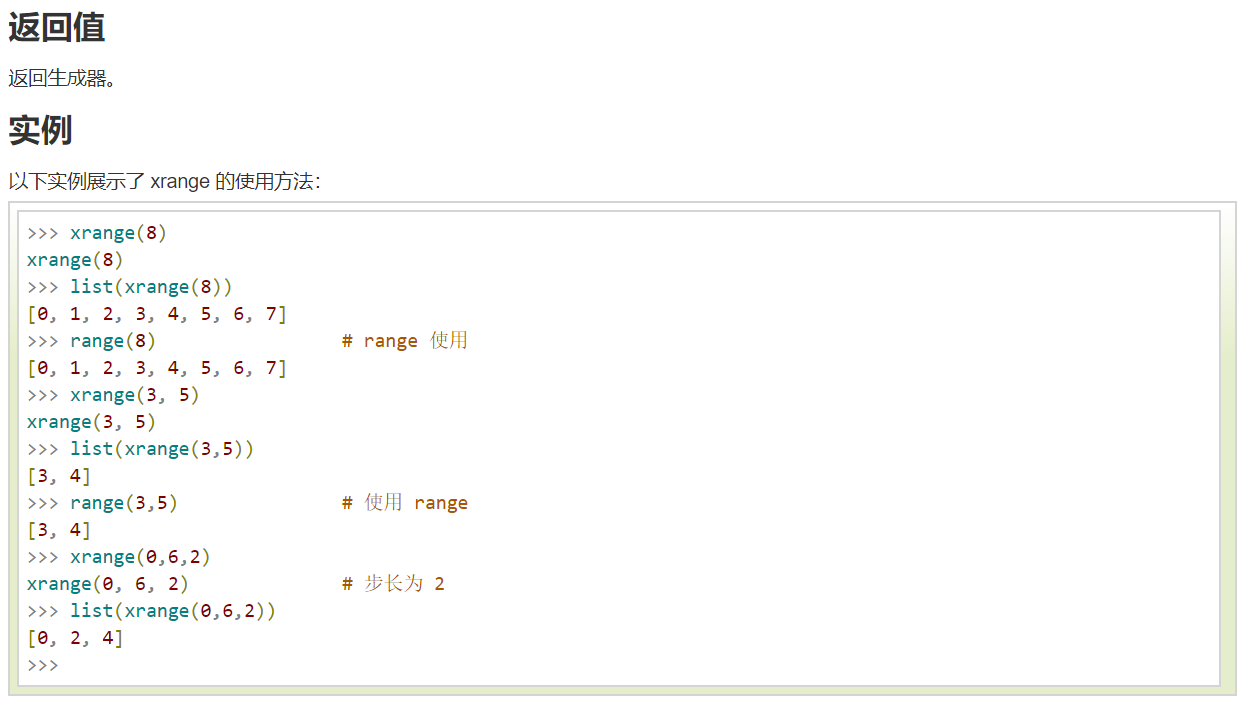 返回值
返回生成器。
实例
以下实例展示了 xrange 的使用方法：
>>> xrange(8)
xrange(8)
>>> list(xrange(8))
[0, 1, 2, 3, 4, 5, 6, 7]
>>> range(8)                 # range 使用
[0, 1, 2, 3, 4, 5, 6, 7]
>>> xrange(3, 5)
xrange(3, 5)
>>> list(xrange(3,5))
[3, 4]
>>> range(3,5)               # 使用 range
[3, 4]
>>> xrange(0,6,2)
xrange(0, 6, 2)              # 步长为 2
>>> list(xrange(0,6,2))
[0, 2, 4]
>>>